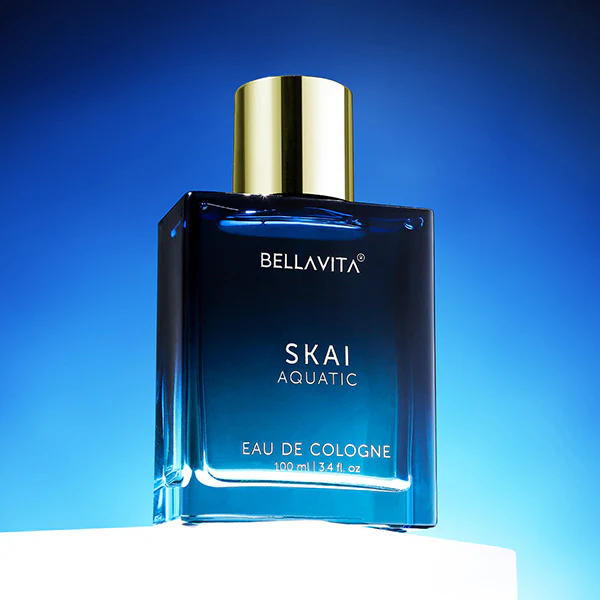 BELLAVITA®
SKAI
AQUATIC
EAU DE COLOGNE
100 ml | 3.4 fl. oz